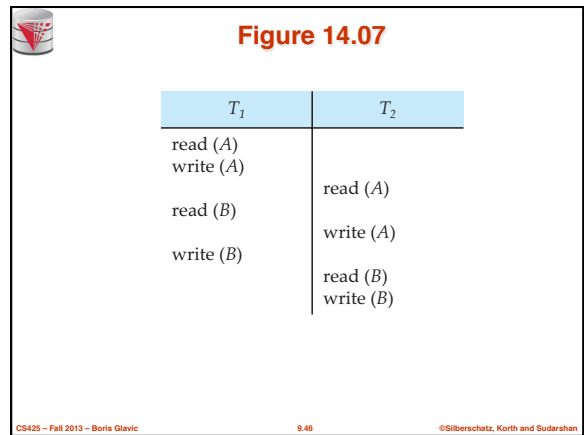 Figure 14.07
T1 T2
read (A)
write (A)
read (A)
read (B)
write (A)
write (B)
read (B)
write (B)
CS425 – Fall 2013 – Boris Glavic 9.46 ©Silberschatz, Korth and Sudarshan